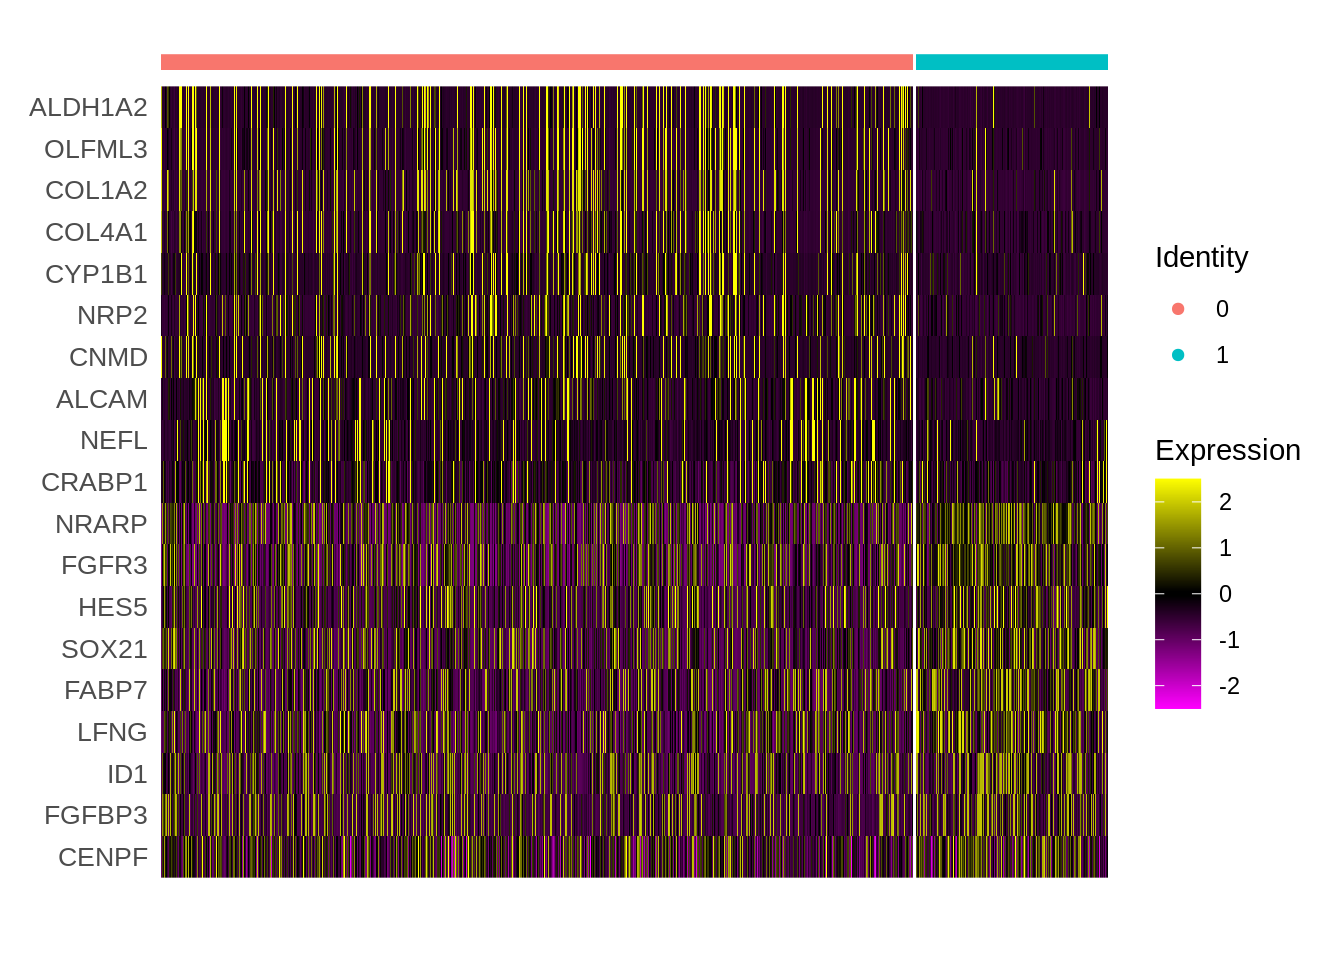 ALDH1A2
OLFML3
COL1A2
COL4A1
CYP1B1
NRP2
CNMD
ALCAM
NEFL
CRABP1
NRARP
FGFR3
HES5
SOX21
FABP7
LFNG
ID1
FGFBP3
CENPF
Identity
0
1
Expression
2
1
0
-1
-2